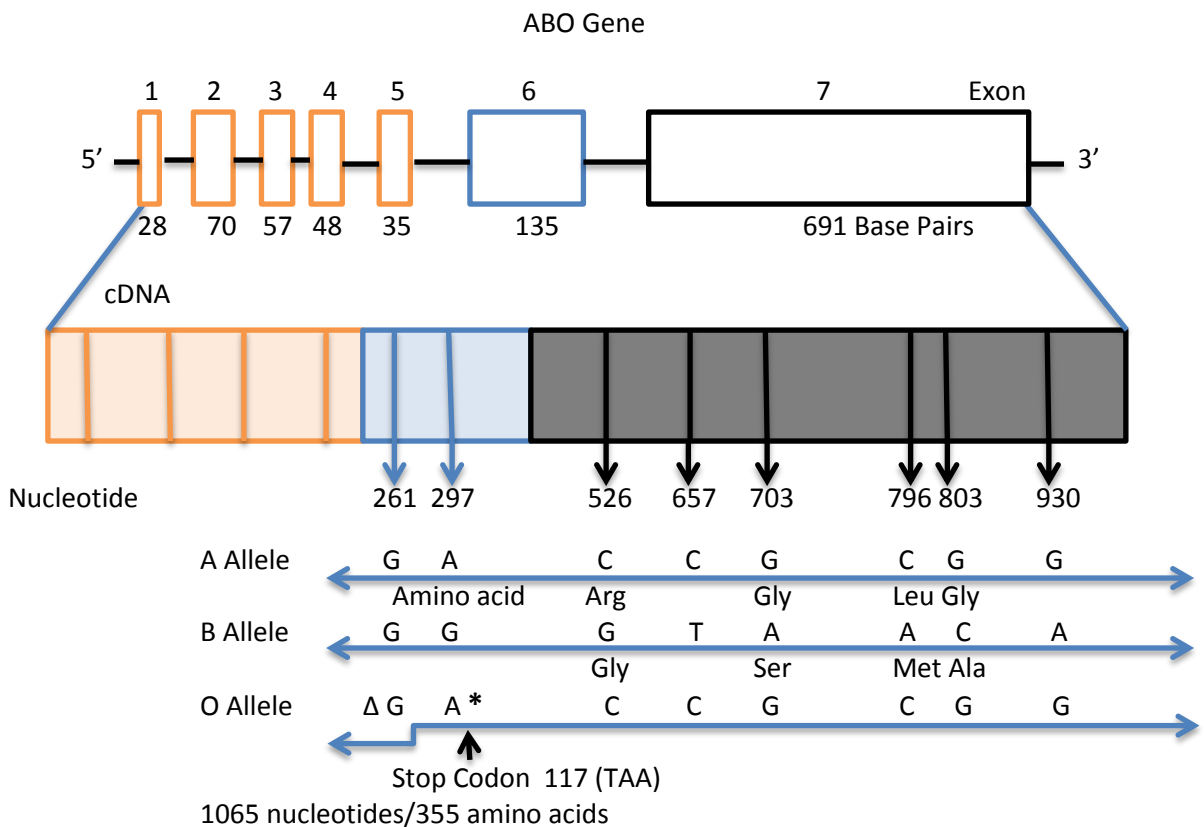 ABO Gene
1 2 3 4 5 6 7 Exon
5’ 3’
28 70 57 48 35 135 691 Base Pairs
cDNA
Nucleotide 261 297 526 657 703 796 803 930
A Allele G A C C G C G G
Amino acid Arg Gly Leu Gly
B Allele G G G T A A C A
Gly Ser Met Ala
O Allele Δ G A * C C G C G G
Stop Codon 117 (TAA)
1065 nucleotides/355 amino acids